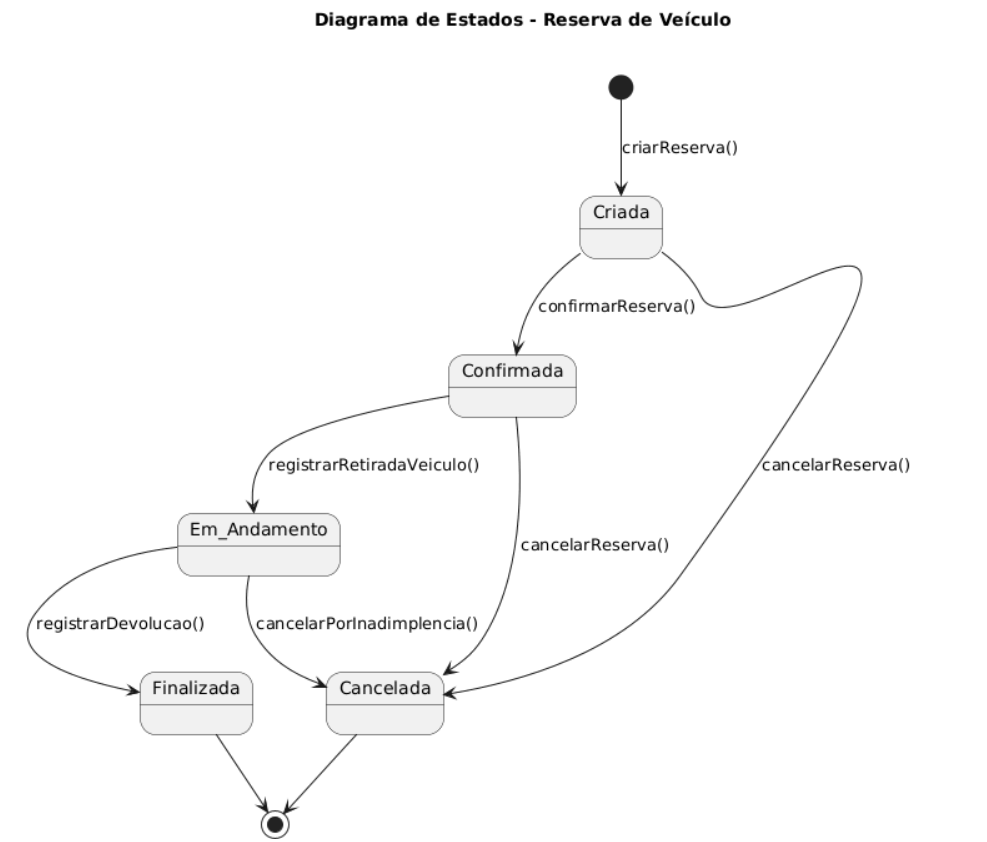 Diagrama de Estados - Reserva de Veículo
criarReserva()
Criada
confirmarReserva()
Confirmada
registrarRetiradaVeiculo()
cancelarReserva()
Em_Andamento
cancelarReserva()
registrarDevolucao()
cancelarPorInadimplencia()
Finalizada
Cancelada